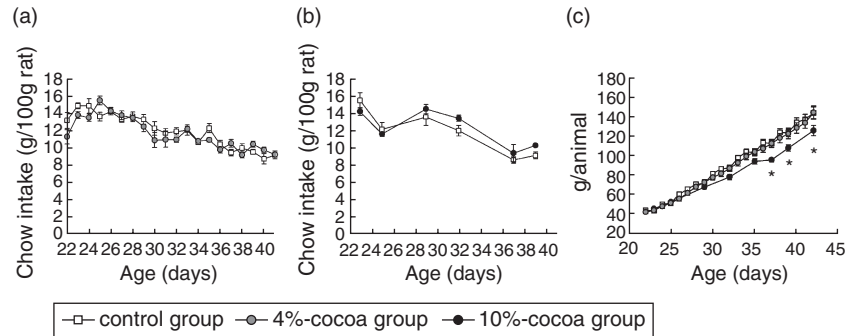 (a)
(b)
(c)
Chow intake (g/100g rat)
18
16
14
12
10
8
6
4
2
0
22 24 26 28 30 32 34 36 38 40
Age (days)
Chow intake (g/100g rat)
18
16
14
12
10
8
6
4
2
0
22 24 26 28 30 32 34 36 38 40
Age (days)
g/animal
180
160
140
120
100
80
60
40
20
20 25 30 35 40 45
Age (days)
* * *
control group 4%-cocoa group 10%-cocoa group